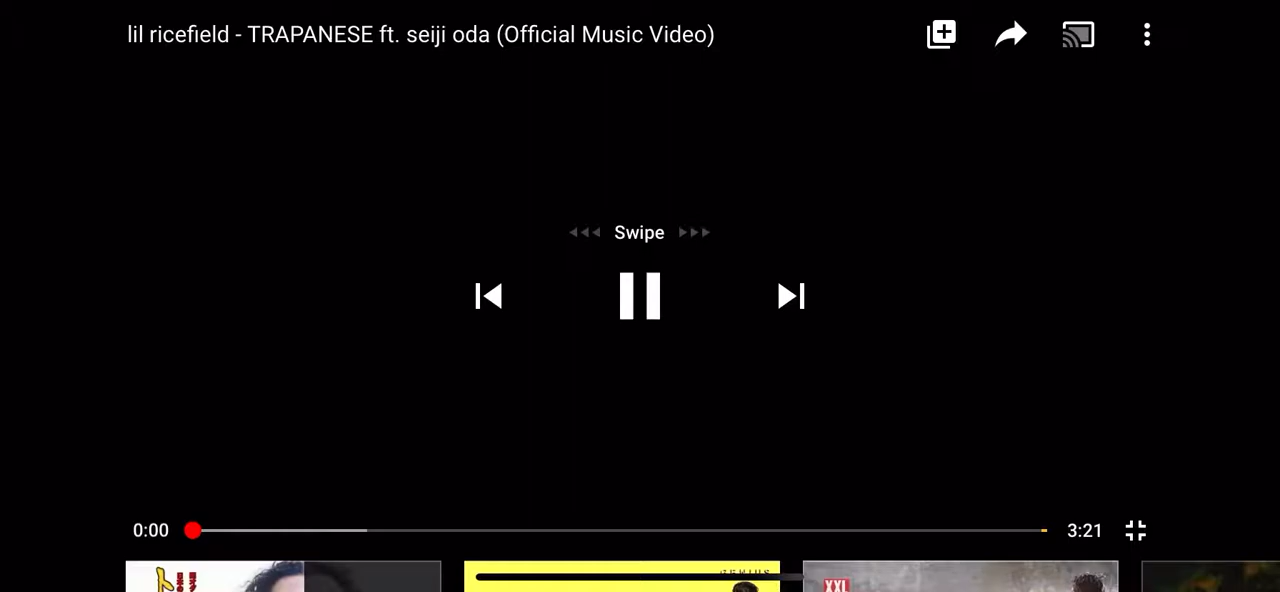 lil ricefield - TRAPANESE ft. seiji oda (Official Music Video)
Swipe
0:00
3:21
XXL